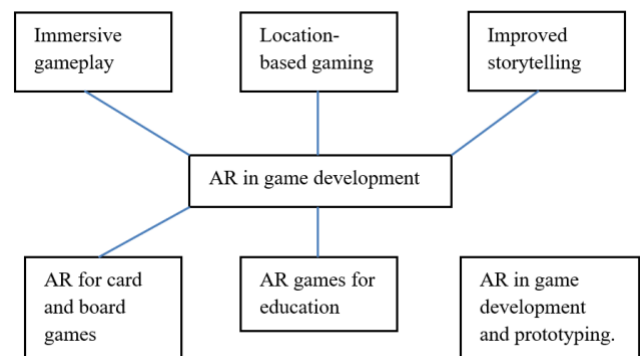 Immersive
gameplay
Location-
based gaming
Improved
storytelling
AR in game development
AR for card
and board
games
AR games for
education
AR in game
development
and prototyping.